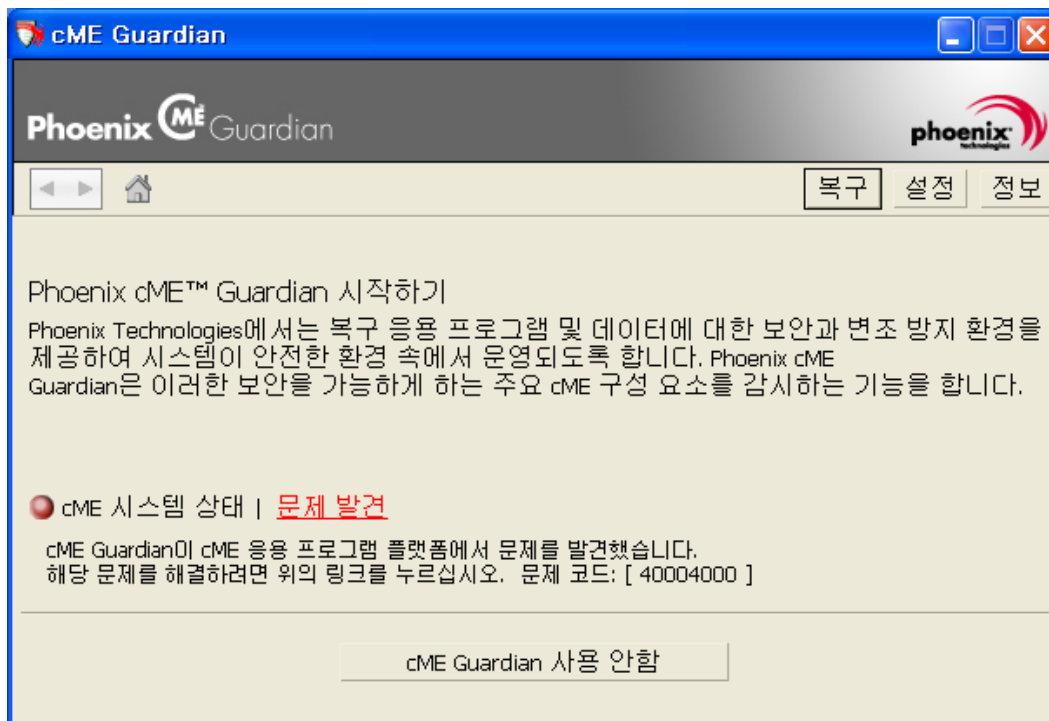 cME Guardian
Phoenix cME Guardian
phoenix
technologies
복구 설정 정보
Phoenix cME™ Guardian 시작하기
Phoenix Technologies에서는 복구 응용 프로그램 및 데이터에 대한 보안과 변조 방지 환경을
제공하여 시스템이 안전한 환경 속에서 운영되도록 합니다. Phoenix cME
Guardian은 이러한 보안을 가능하게 하는 주요 cME 구성 요소를 감시하는 기능을 합니다.
cME 시스템 상태 | 문제 발견
cME Guardian이 cME 응용 프로그램 플랫폼에서 문제를 발견했습니다.
해당 문제를 해결하려면 위의 링크를 누르십시오. 문제 코드: [ 40004000 ]
cME Guardian 사용 안함